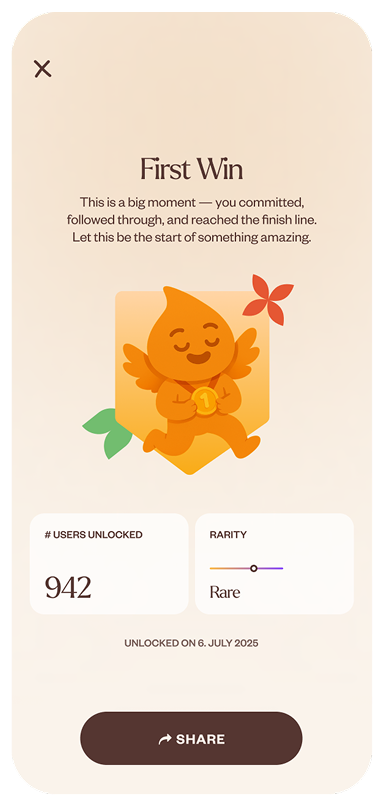 First Win
This is a big moment — you committed,
followed through, and reached the finish line.
Let this be the start of something amazing.
1
# USERS UNLOCKED
RARITY
942
Rare
UNLOCKED ON 6. JULY 2025
SHARE